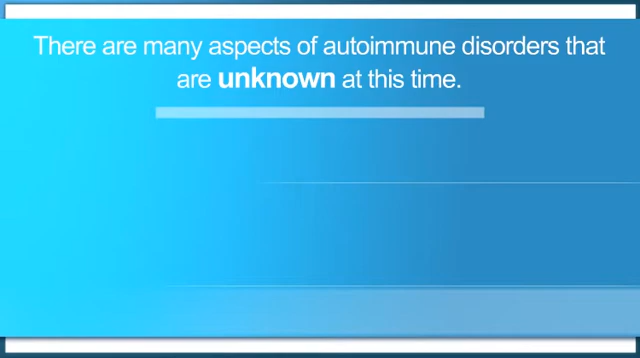 There are many aspects of autoimmune disorders that
are unknown at this time.